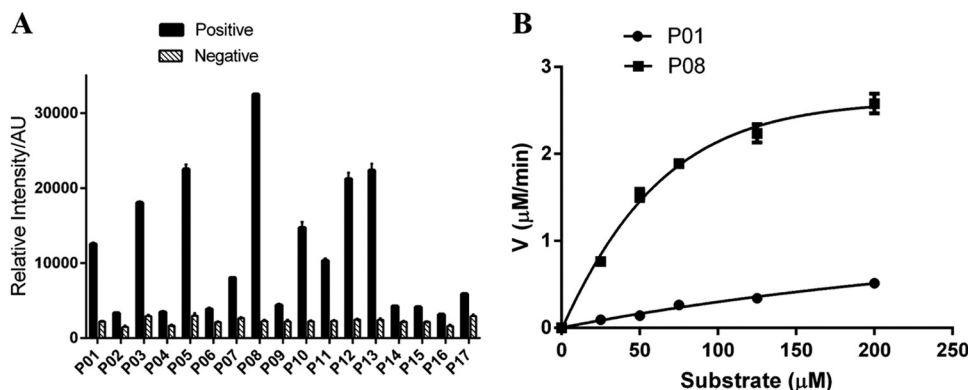 A
Positive
Negative
Relative Intensity/AU
30000
20000
10000
0
P01 P02 P03 P04 P05 P06 P07 P08 P09 P10 P11 P12 P13 P14 P15 P16 P17
B
P01
P08
V (μM/min)
3
2
1
0
0 50 100 150 200 250
Substrate (μM)